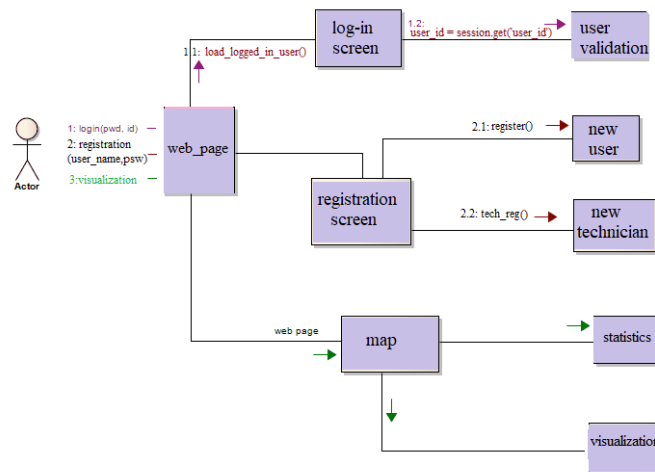 log-in
screen
1.2:
user_id = session.get('user_id')
user
validation
1.1: load_logged_in_user()
Actor
1: login(pwd, id)
2: registration
(user_name,psw)
3:visualization
web_page
2.1: register()
new
user
registration
screen
2.2: tech_reg()
new
technician
web page
map
statistics
visualization